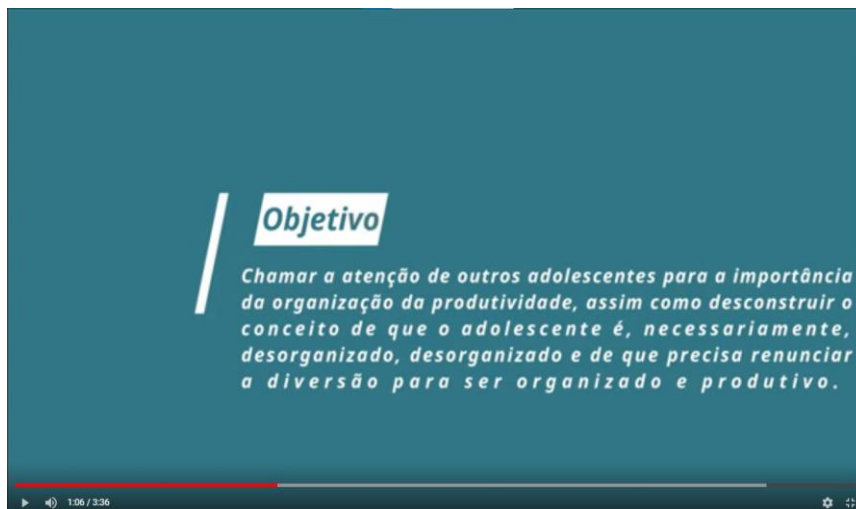 Objetivo
Chamar a atenção de outros adolescentes para a importância
da organização da produtividade, assim como desconstruir o
conceito de que o adolescente é, necessariamente,
desorganizado, desorganizado e de que precisa renunciar
a diversão para ser organizado e produtivo.
1:06 / 3:36